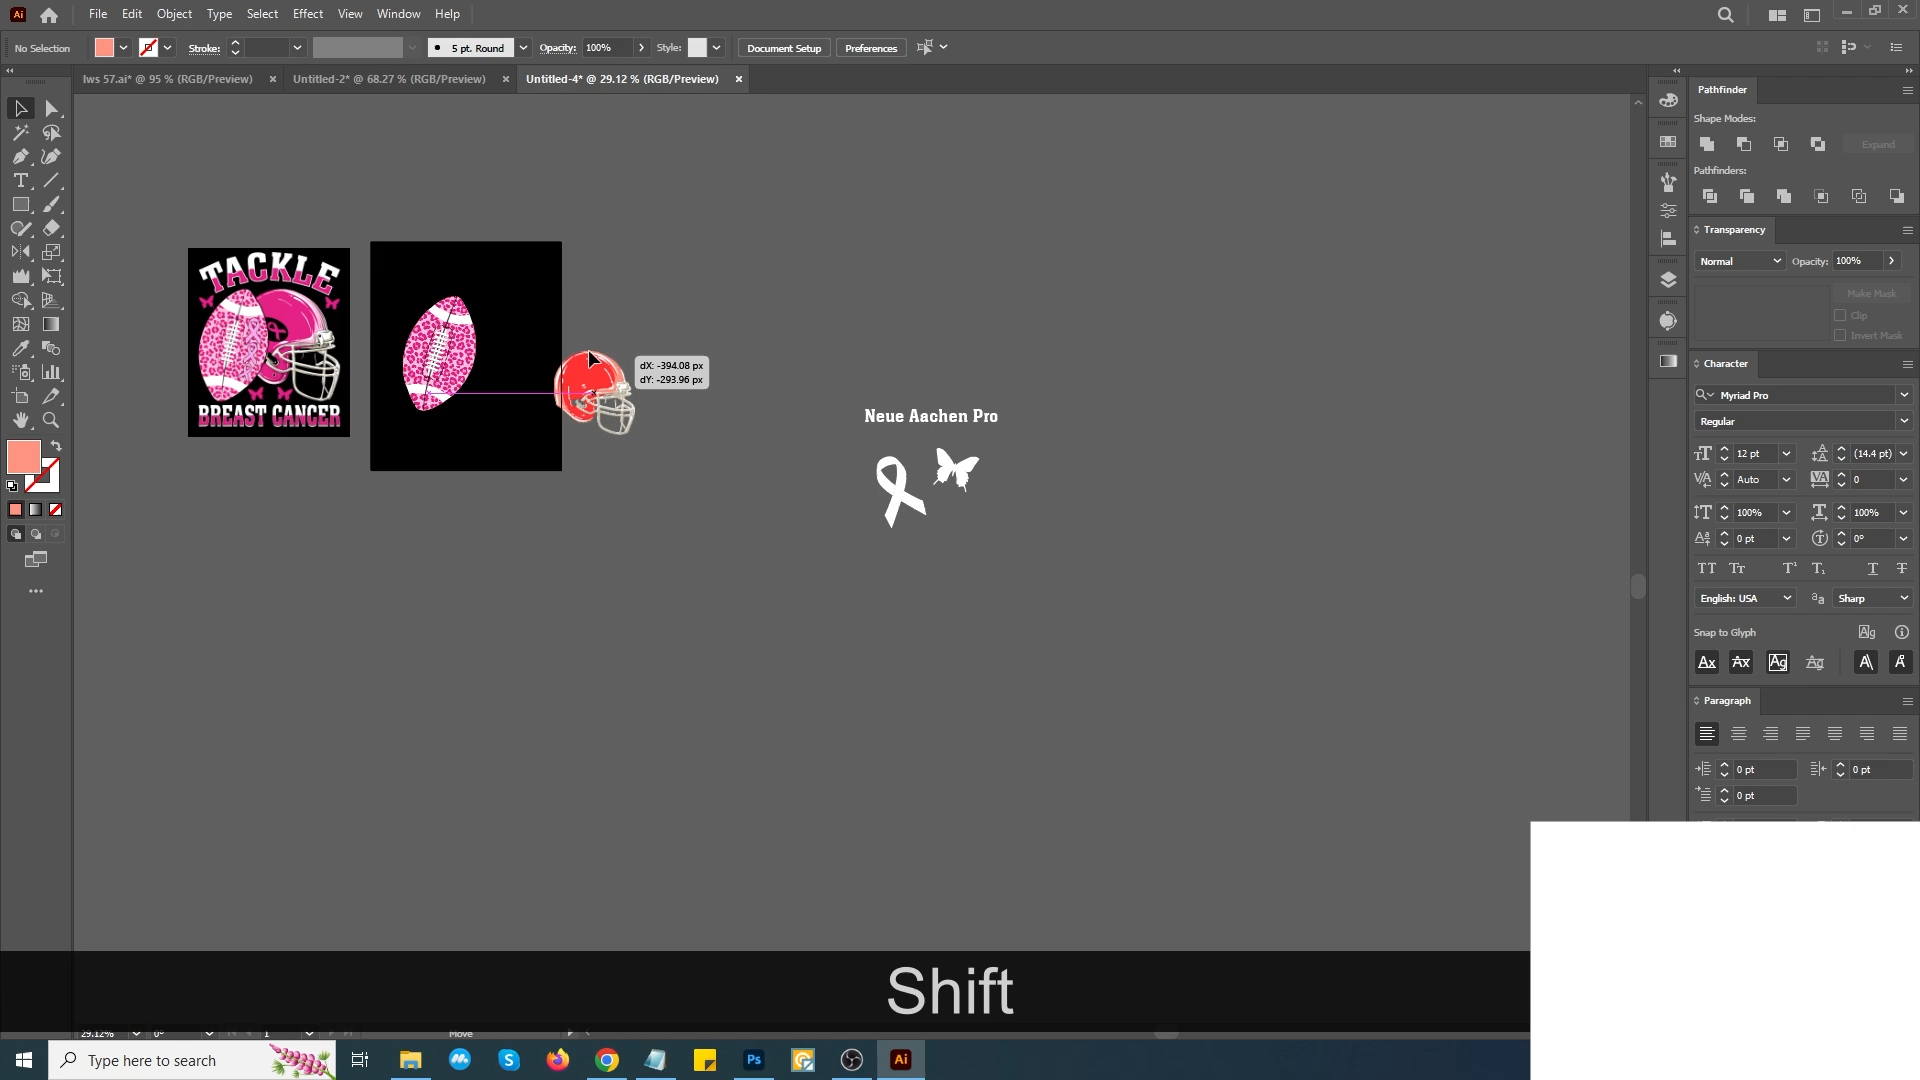 Ai File Edit Object Type Select Effect View Window Help
No Selection Stroke: 5 pt. Round Opacity: 100% Style: Document Setup Preferences
lws 57.ai* @ 95 % (RGB/Preview) Untitled-2* @ 68.27 % (RGB/Preview) Untitled-4* @ 29.12 % (RGB/Preview)
Pathfinder
Shape Modes:
Expand
Pathfinders:
Transparency
Normal Opacity: 100%
Make Mask
Clip
Invert Mask
Character
Myriad Pro
Regular
12 pt (14.4 pt)
Auto 0
100% 100%
0 pt 0°
English: USA Sharp
Snap to Glyph
Paragraph
0 pt 0 pt
0 pt
TACKLE
BREAST CANCER
dX: -394.08 px
dY: -293.96 px
Neue Aachen Pro
Shift
29.12% 0° 1 Move
Type here to search
Ps Ai